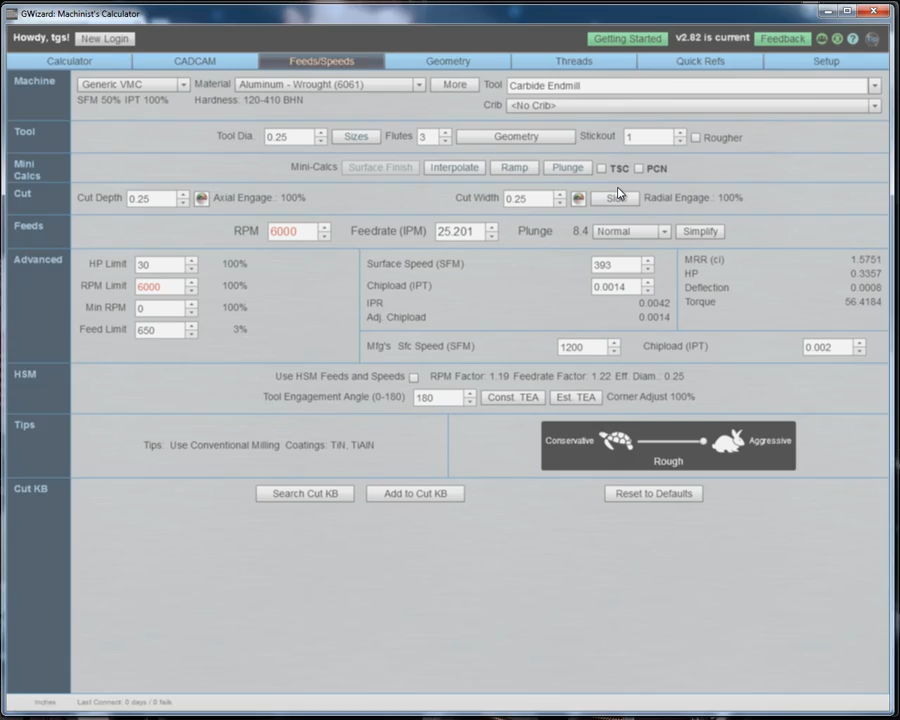 GWizard: Machinist's Calculator
Howdy, tgs! New Login Getting Started v2.82 is current Feedback
Calculator CADCAM Feeds/Speeds Geometry Threads Quick Refs Setup
Machine Generic VMC Material Aluminum - Wrought (6061) More Tool Carbide Endmill
SFM 50% IPT 100% Hardness: 120-410 BHN Crib <No Crib>
Tool Tool Dia. 0.25 Sizes Flutes 3 Geometry Stickout 1 Rougher
Mini Calcs Mini-Calcs Surface Finish Interpolate Ramp Plunge TSC PCN
Cut Cut Depth 0.25 Axial Engage.: 100% Cut Width 0.25 Radial Engage.: 100%
Feeds RPM 6000 Feedrate (IPM) 25.201 Plunge 8.4 Normal Simplify
Advanced HP Limit 30 100% Surface Speed (SFM) 393 MRR (ci) 1.5751
RPM Limit 6000 100% Chipload (IPT) 0.0014 HP 0.3357
Min RPM 0 100% IPR 0.0042 Deflection 0.0008
Feed Limit 650 3% Adj. Chipload 0.0014 Torque 56.4184
Mfg's Sfc Speed (SFM) 1200 Chipload (IPT) 0.002
HSM Use HSM Feeds and Speeds RPM Factor: 1.19 Feedrate Factor: 1.22 Eff. Diam.: 0.25
Tool Engagement Angle (0-180) 180 Const. TEA Est. TEA Corner Adjust 100%
Tips Tips: Use Conventional Milling Coatings: TiN, TiAlN Conservative Aggressive
Rough
Cut KB Search Cut KB Add to Cut KB Reset to Defaults
Inches Last Connect: 0 days / 0 fails